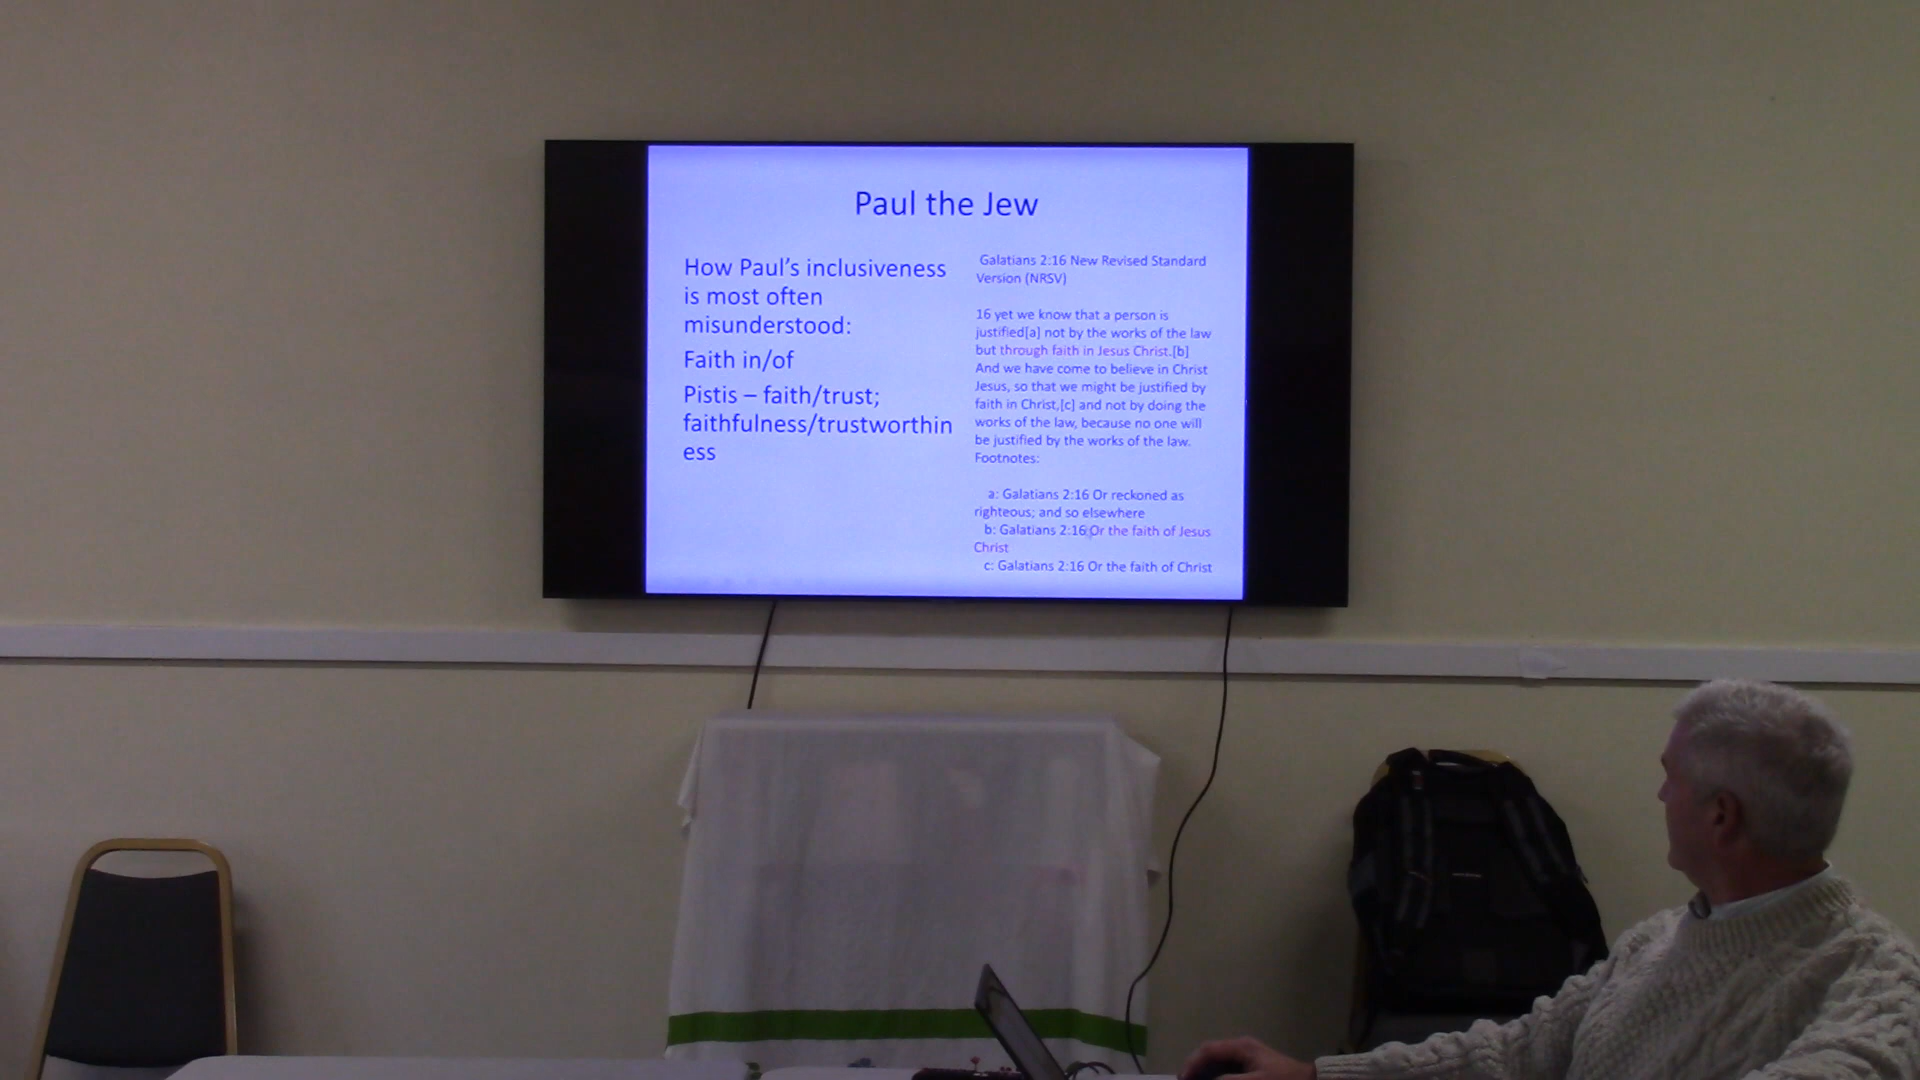 Paul the Jew
How Paul's inclusiveness
is most often
misunderstood:
Faith in/of
Pistis – faith/trust;
faithfulness/trustworthin
ess
Galatians 2:16 New Revised Standard
Version (NRSV)
16 yet we know that a person is
justified[a] not by the works of the law
but through faith in Jesus Christ.[b]
And we have come to believe in Christ
Jesus, so that we might be justified by
faith in Christ,[c] and not by doing the
works of the law, because no one will
be justified by the works of the law.
Footnotes:
a: Galatians 2:16 Or reckoned as
righteous; and so elsewhere
b: Galatians 2:16 Or the faith of Jesus
Christ
c: Galatians 2:16 Or the faith of Christ